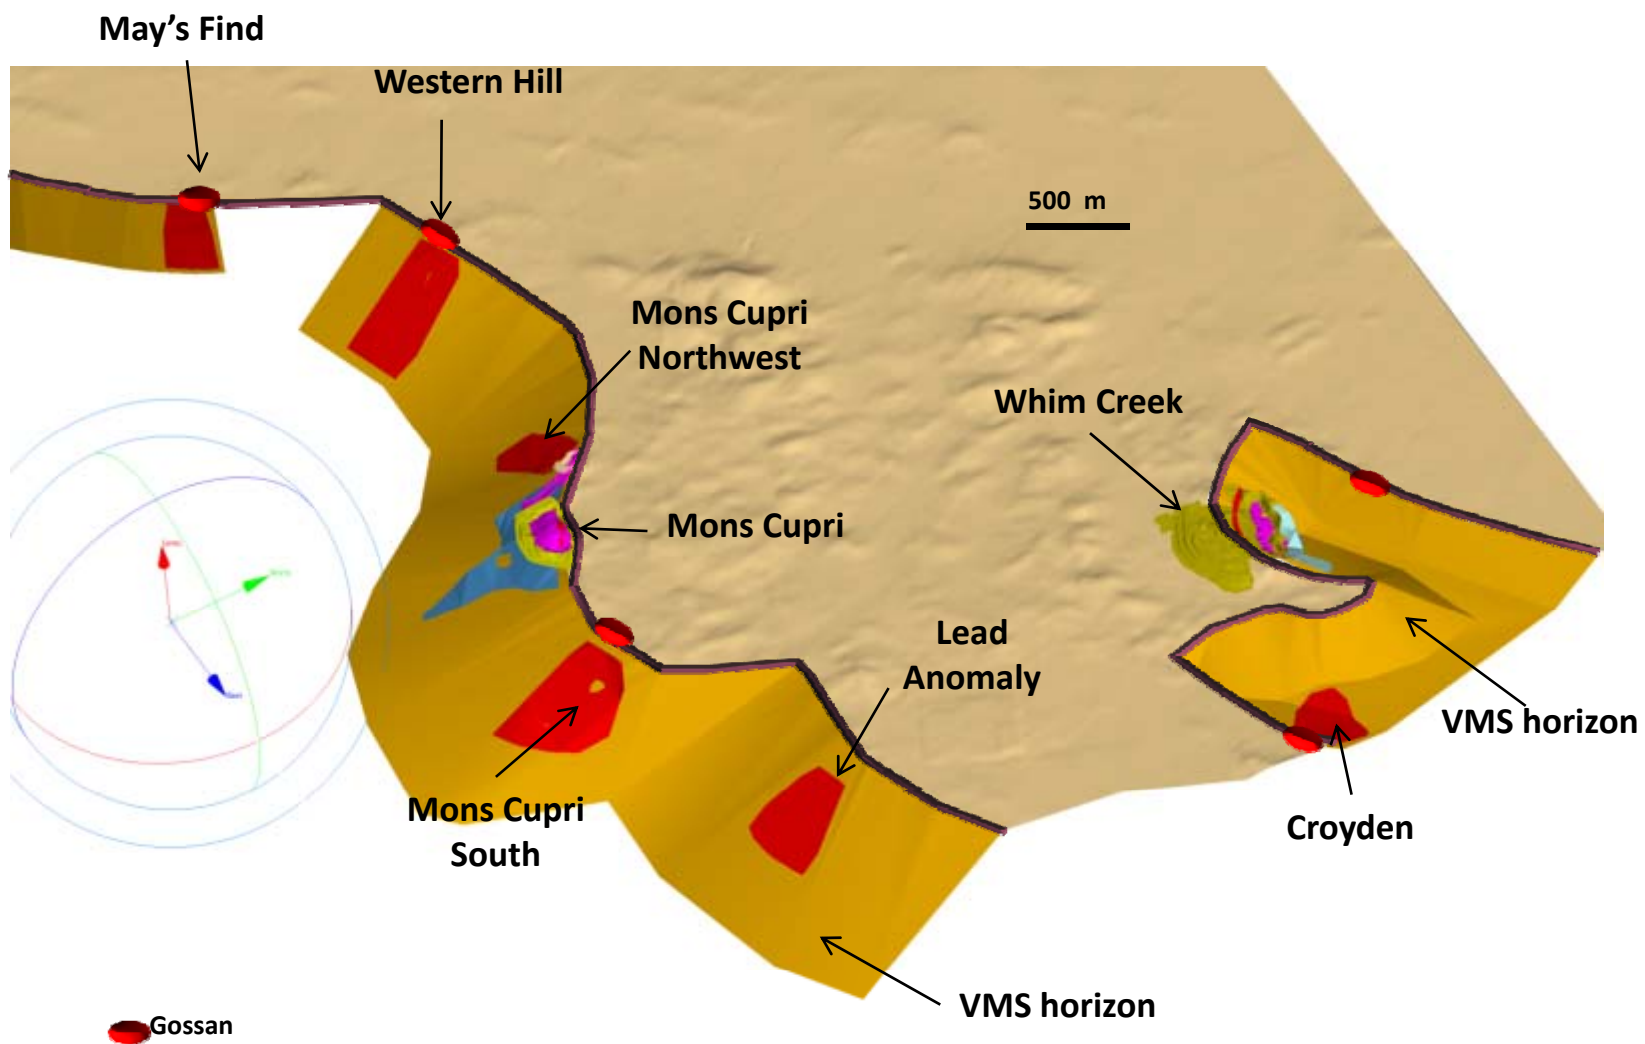 May’s Find
Western Hill
500 m
Mons Cupri
Northwest
Whim Creek
Mons Cupri
Lead
Anomaly
VMS horizon
Mons Cupri
South
Croyden
VMS horizon
Gossan